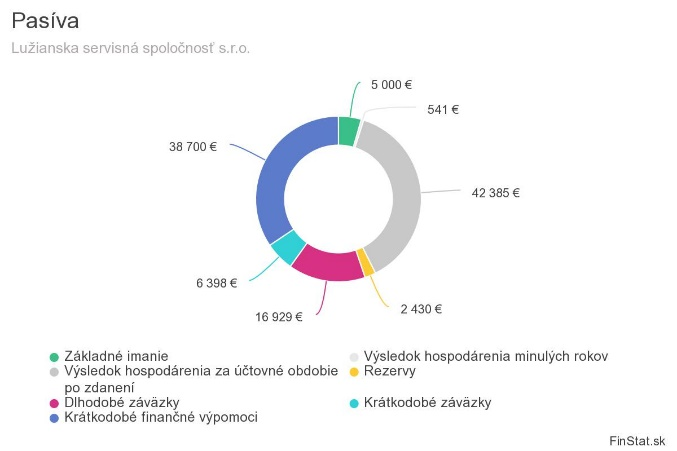 Pasíva
Lužianska servisná spoločnosť s.r.o.
5 000 €
541 €
38 700 €
42 385 €
6 398 €
16 929 €
2 430 €
Základné imanie
Výsledok hospodárenia minulých rokov
Výsledok hospodárenia za účtovné obdobie
po zdanení
Rezervy
Dlhodobé záväzky
Krátkodobé záväzky
Krátkodobé finančné výpomoci
FinStat.sk